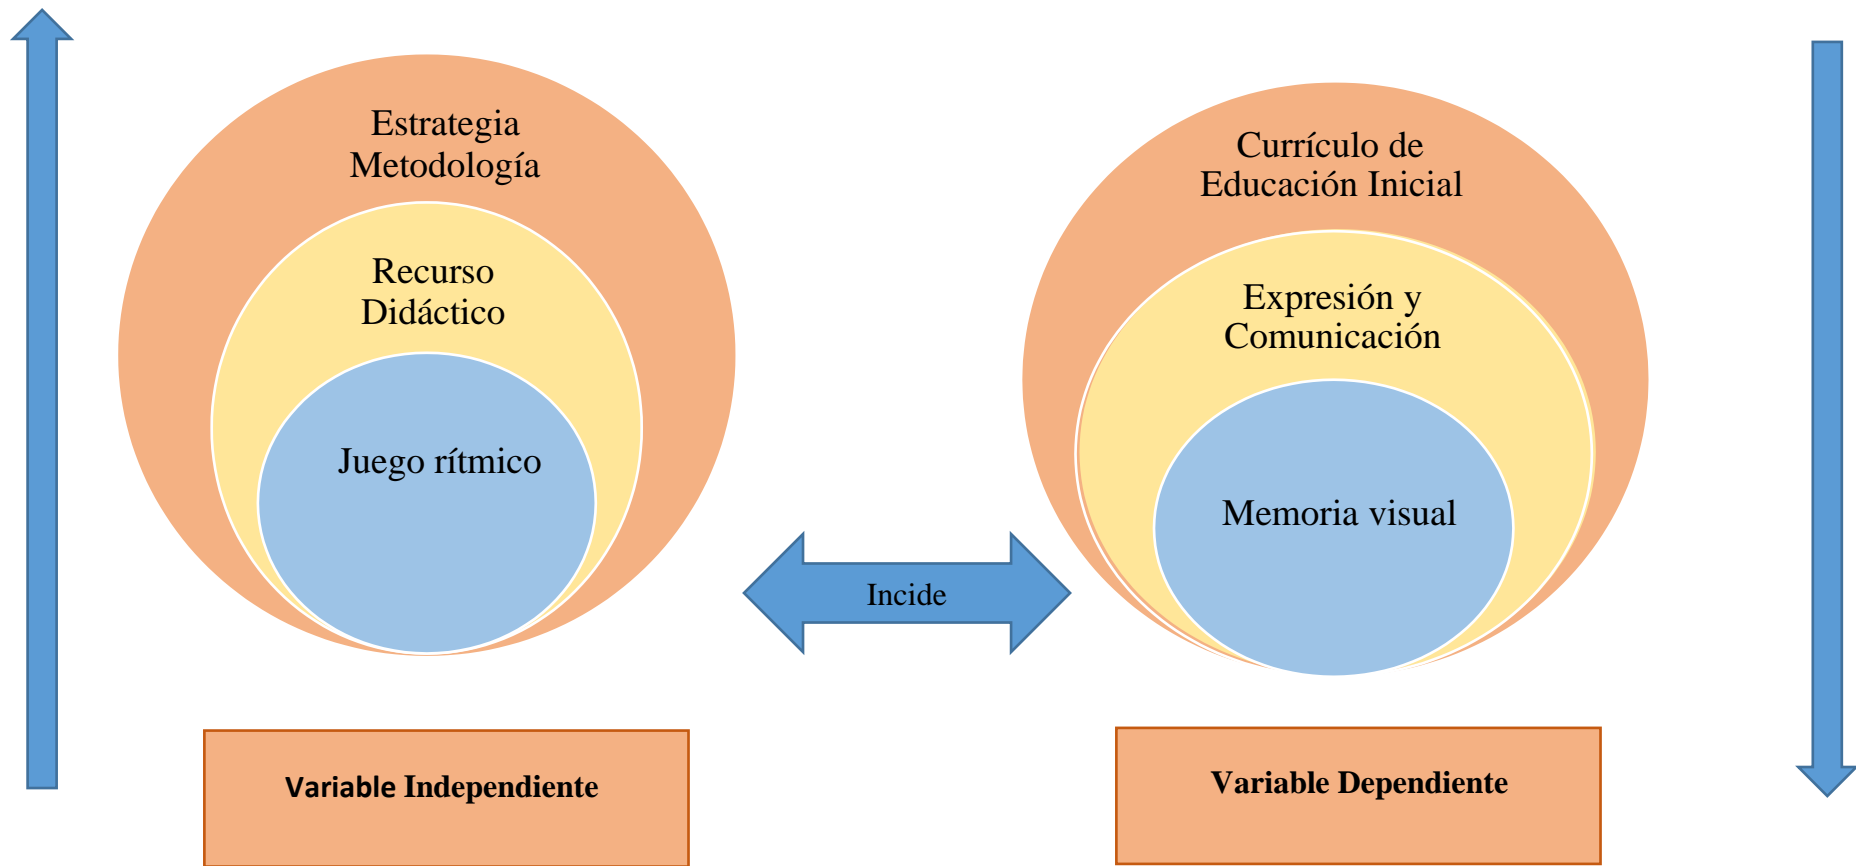 Estrategia
Metodología
Recurso
Didáctico
Juego rítmico
Incide
Currículo de
Educación Inicial
Expresión y
Comunicación
Memoria visual
Variable Independiente
Variable Dependiente